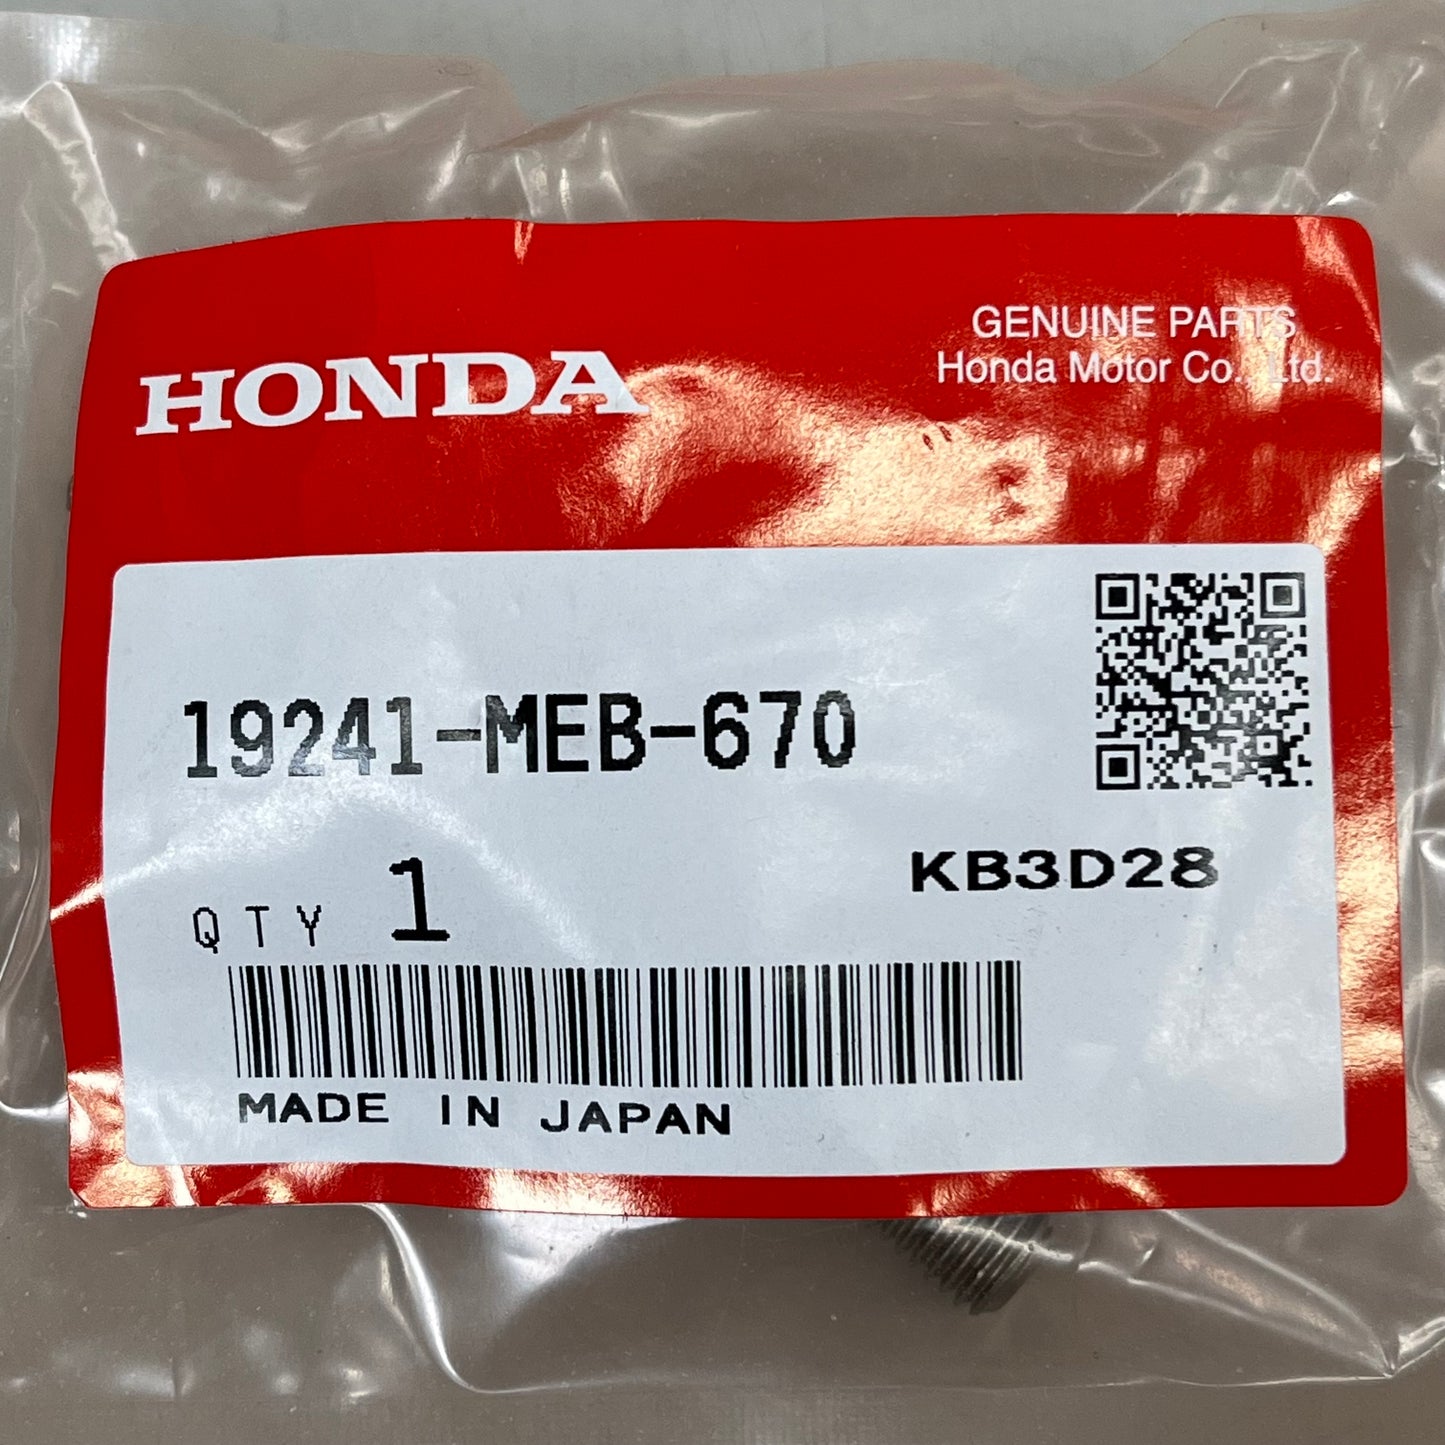 HONDA
GENUINE PARTS
Honda Motor Co., Ltd.
19241-MEB-670
KB3D28
QTY 1
MADE IN JAPAN